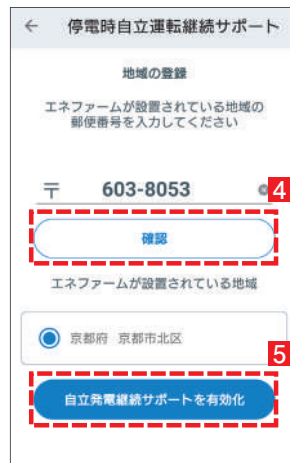 ← 停電時自立運転継続サポート
地域の登録
エネファームが設置されている地域の
郵便番号を入力してください
〒 603-8053
4
確認
エネファームが設置されている地域
京都府 京都市北区
5
自立発電継続サポートを有効化